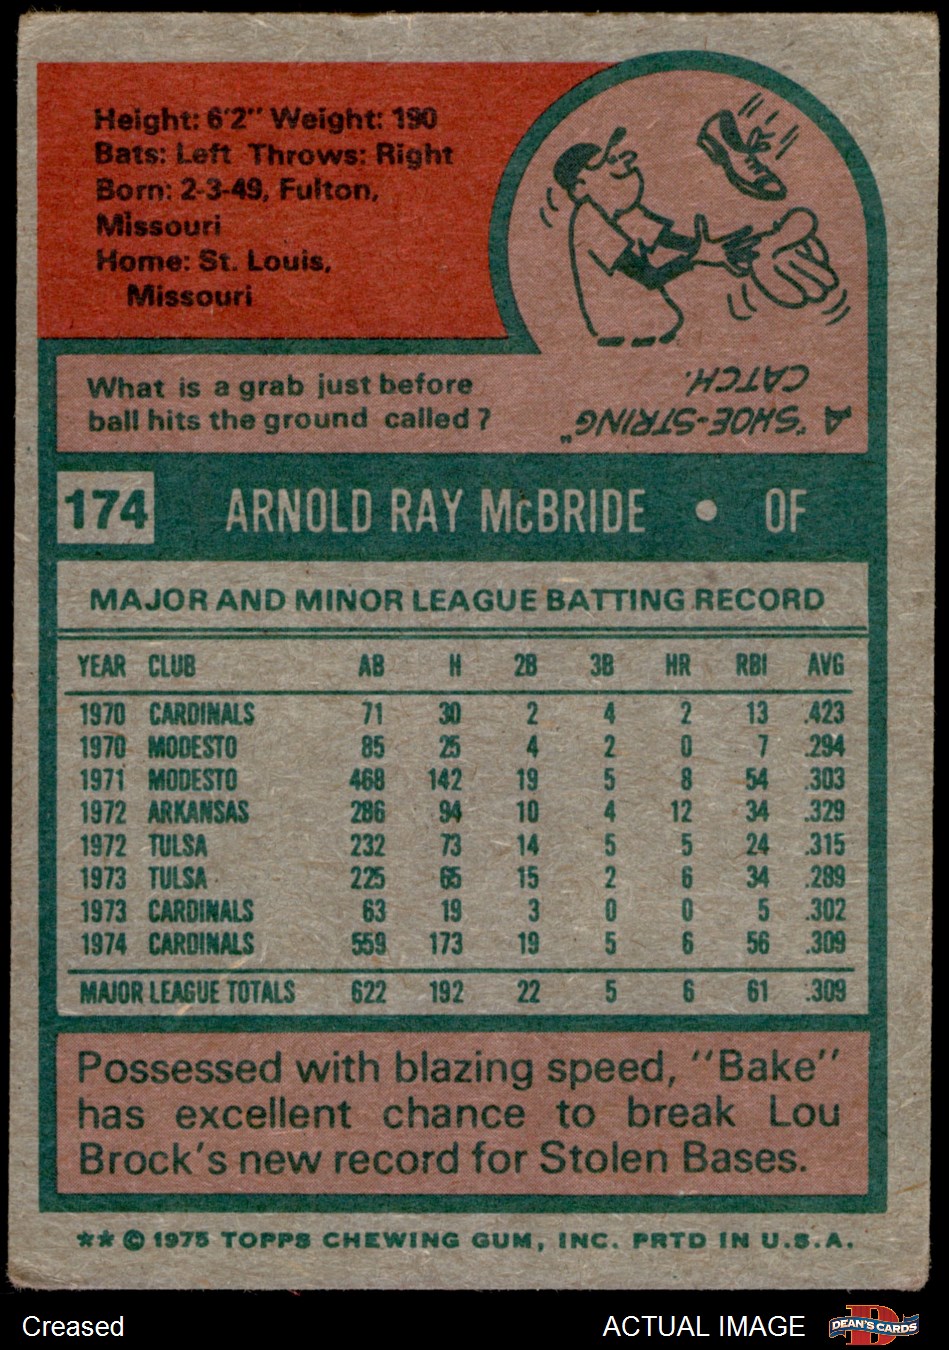 Height: 6'2" Weight: 190
Bats: Left Throws: Right
Born: 2-3-49, Fulton,
Missouri
Home: St. Louis,
Missouri
What is a grab just before
ball hits the ground called?
A "SHOE-STRING"
CATCH.
174 ARNOLD RAY McBRIDE • OF
MAJOR AND MINOR LEAGUE BATTING RECORD
YEAR CLUB AB H 2B 3B HR RBI AVG
1970 CARDINALS 71 30 2 4 2 13 .423
1970 MODESTO 85 25 4 2 0 7 .294
1971 MODESTO 468 142 19 5 8 54 .303
1972 ARKANSAS 286 94 10 4 12 34 .329
1972 TULSA 232 73 14 5 5 24 .315
1973 TULSA 225 65 15 2 6 34 .289
1973 CARDINALS 63 19 3 0 0 5 .302
1974 CARDINALS 559 173 19 5 6 56 .309
MAJOR LEAGUE TOTALS 622 192 22 5 6 61 .309
Possessed with blazing speed, "Bake"
has excellent chance to break Lou
Brock's new record for Stolen Bases.
** © 1975 TOPPS CHEWING GUM, INC. PRTD IN U.S.A.
Creased
ACTUAL IMAGE
D
DEAN'S CARDS